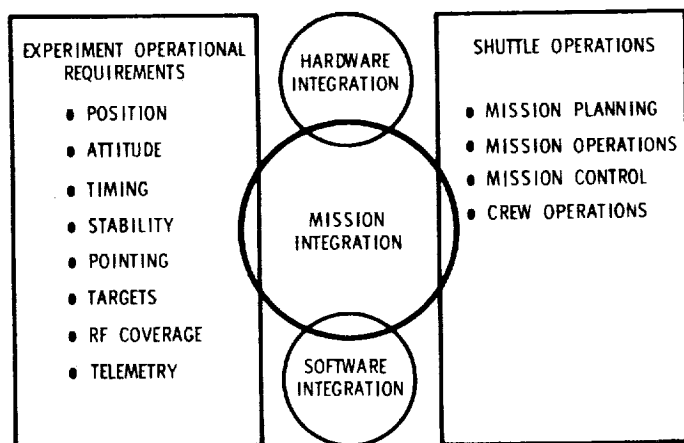 EXPERIMENT OPERATIONAL
REQUIREMENTS
• POSITION
• ATTITUDE
• TIMING
• STABILITY
• POINTING
• TARGETS
• RF COVERAGE
• TELEMETRY
HARDWARE
INTEGRATION
MISSION
INTEGRATION
SOFTWARE
INTEGRATION
SHUTTLE OPERATIONS
• MISSION PLANNING
• MISSION OPERATIONS
• MISSION CONTROL
• CREW OPERATIONS